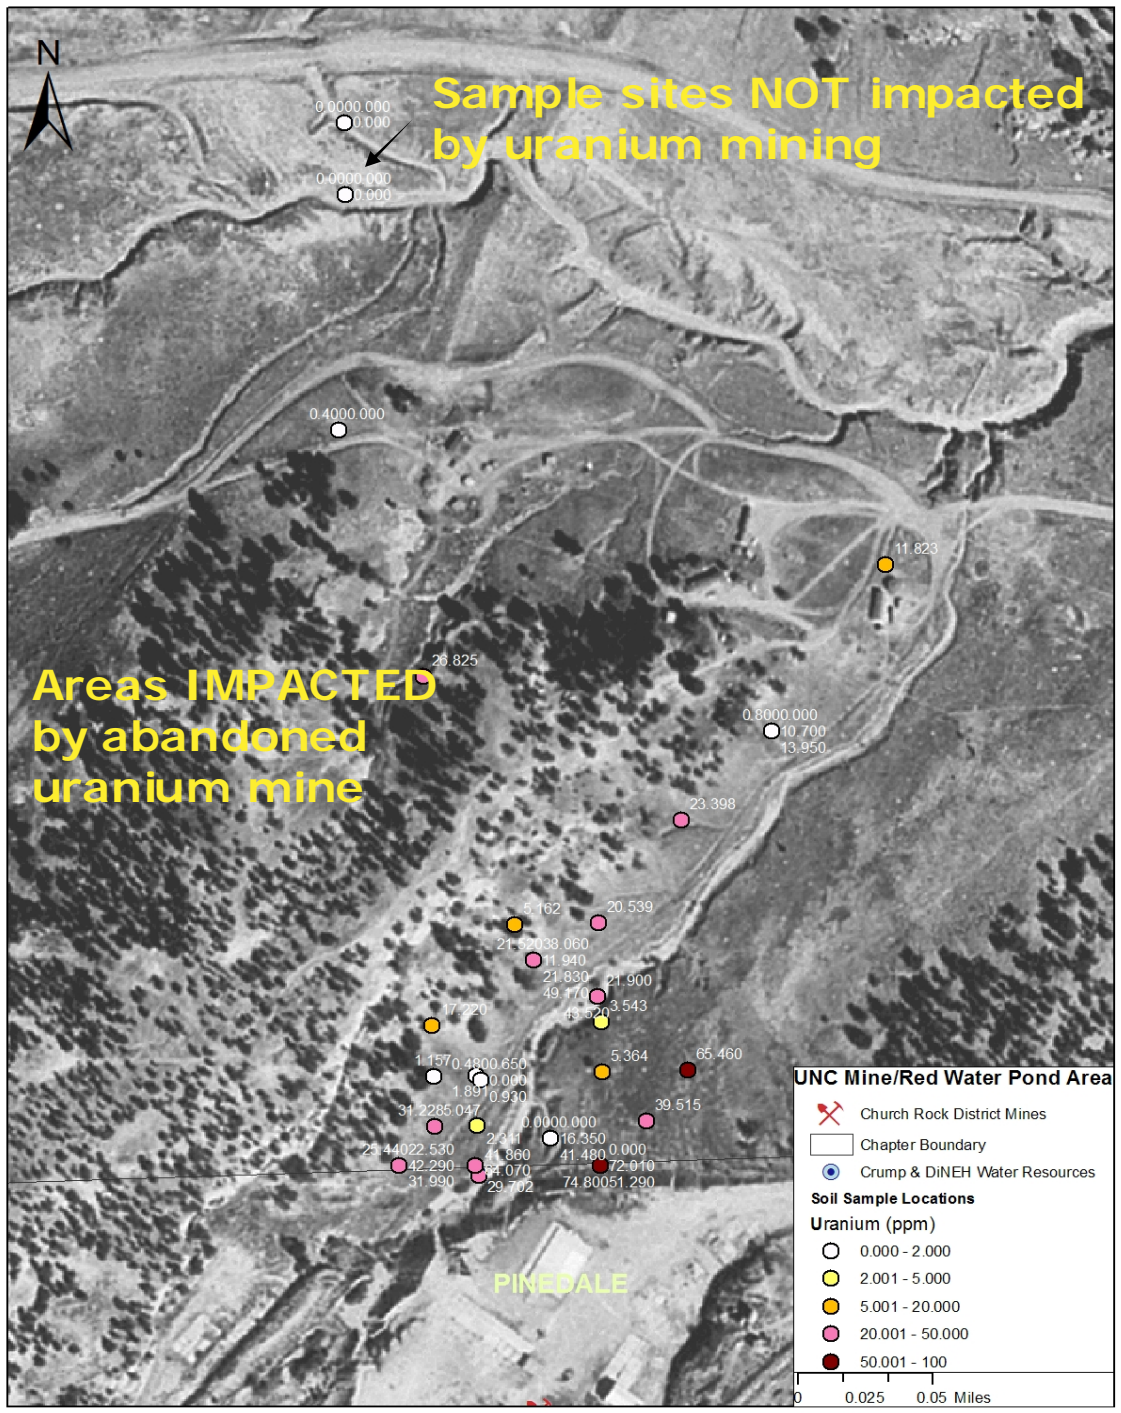 N
Sample sites NOT impacted
by uranium mining
0.0000.000
0.000
0.0000.000
0.000
0.4000.000
11.823
26.825
Areas IMPACTED
by abandoned
uranium mine
0.8000.000
10.700
13.950
23.398
5.162
20.539
21.52038.060
11.940
21.830
49.170
21.900
43.520
3.543
17.220
5.364
65.460
1.157
0.4800.650
0.000
1.891
0.930
39.515
31.2285.047
0.0000.000
16.350
2.311
25.44022.530
41.860
41.480
0.000
42.290
64.070
72.010
31.990
29.702
74.80051.290
PINEDALE
UNC Mine/Red Water Pond Area
Church Rock District Mines
Chapter Boundary
Crump & DiNEH Water Resources
Soil Sample Locations
Uranium (ppm)
0.000 - 2.000
2.001 - 5.000
5.001 - 20.000
20.001 - 50.000
50.001 - 100
0 0.025 0.05 Miles